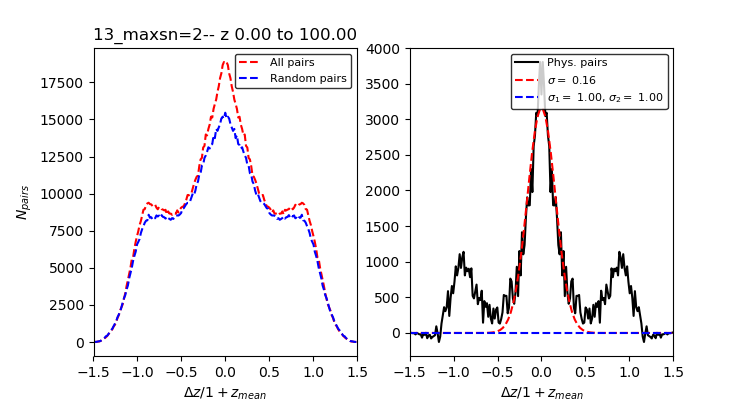 13_maxsn=2-- z 0.00 to 100.00
All pairs
Random pairs
17500
15000
12500
10000
7500
5000
2500
0
N_pairs
−1.5 −1.0 −0.5 0.0 0.5 1.0 1.5
Δz/1 + z_mean
Phys. pairs
σ = 0.16
σ₁ = 1.00, σ₂ = 1.00
4000
3500
3000
2500
2000
1500
1000
500
0
−1.5 −1.0 −0.5 0.0 0.5 1.0 1.5
Δz/1 + z_mean